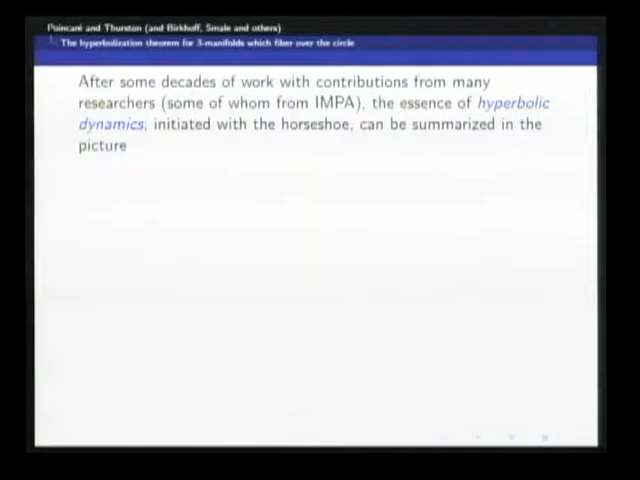 Poincaré and Thurston (and Birkhoff, Smale and others)
The hyperbolization theorem for 3-manifolds which fiber over the circle
After some decades of work with contributions from many
researchers (some of whom from IMPA), the essence of hyperbolic
dynamics, initiated with the horseshoe, can be summarized in the
picture